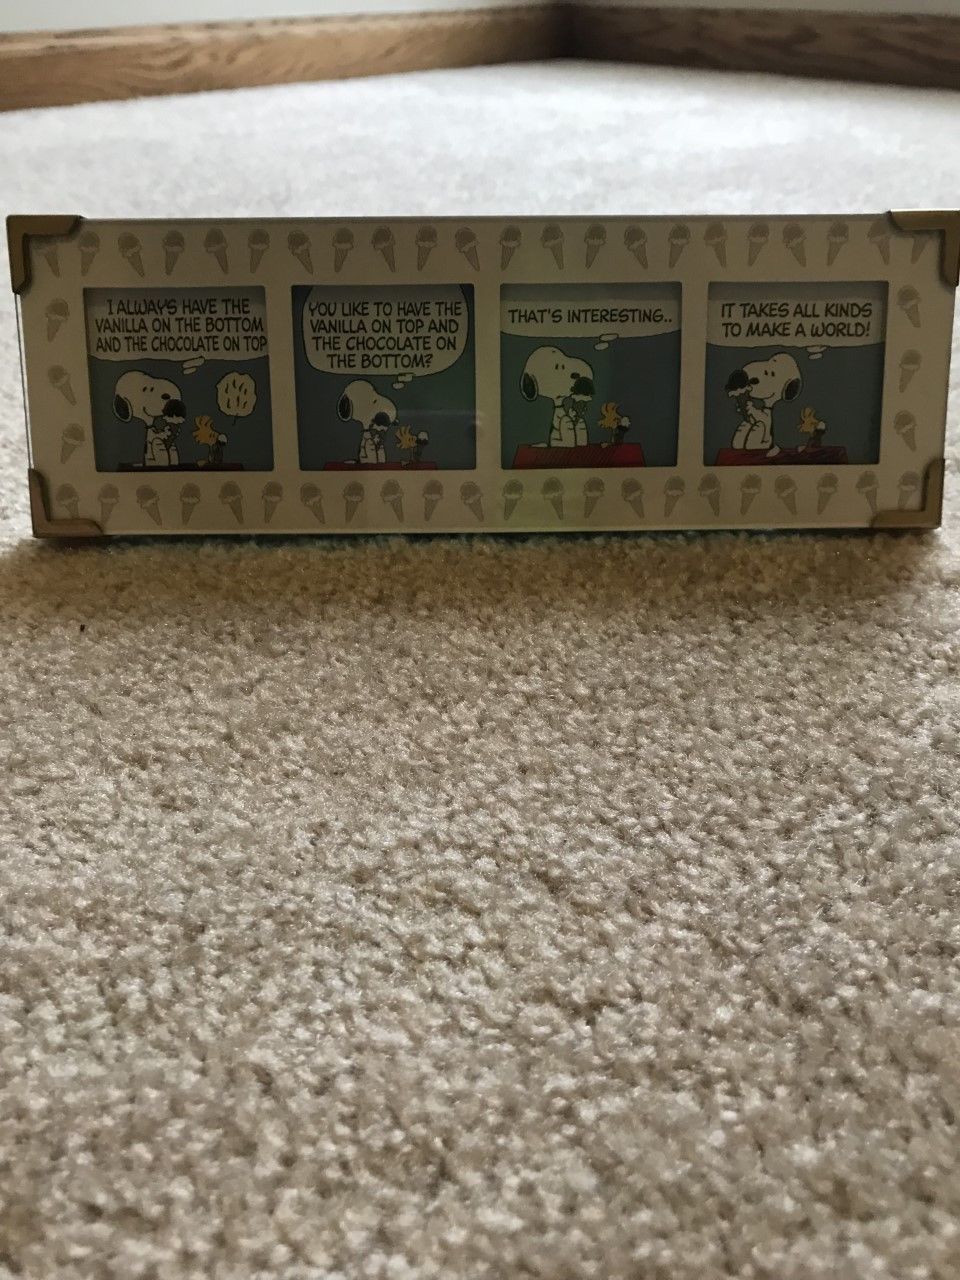 I ALWAYS HAVE THE
VANILLA ON THE BOTTOM
AND THE CHOCOLATE ON TOP
YOU LIKE TO HAVE THE
VANILLA ON TOP AND
THE CHOCOLATE ON
THE BOTTOM?
THAT'S INTERESTING..
IT TAKES ALL KINDS
TO MAKE A WORLD!